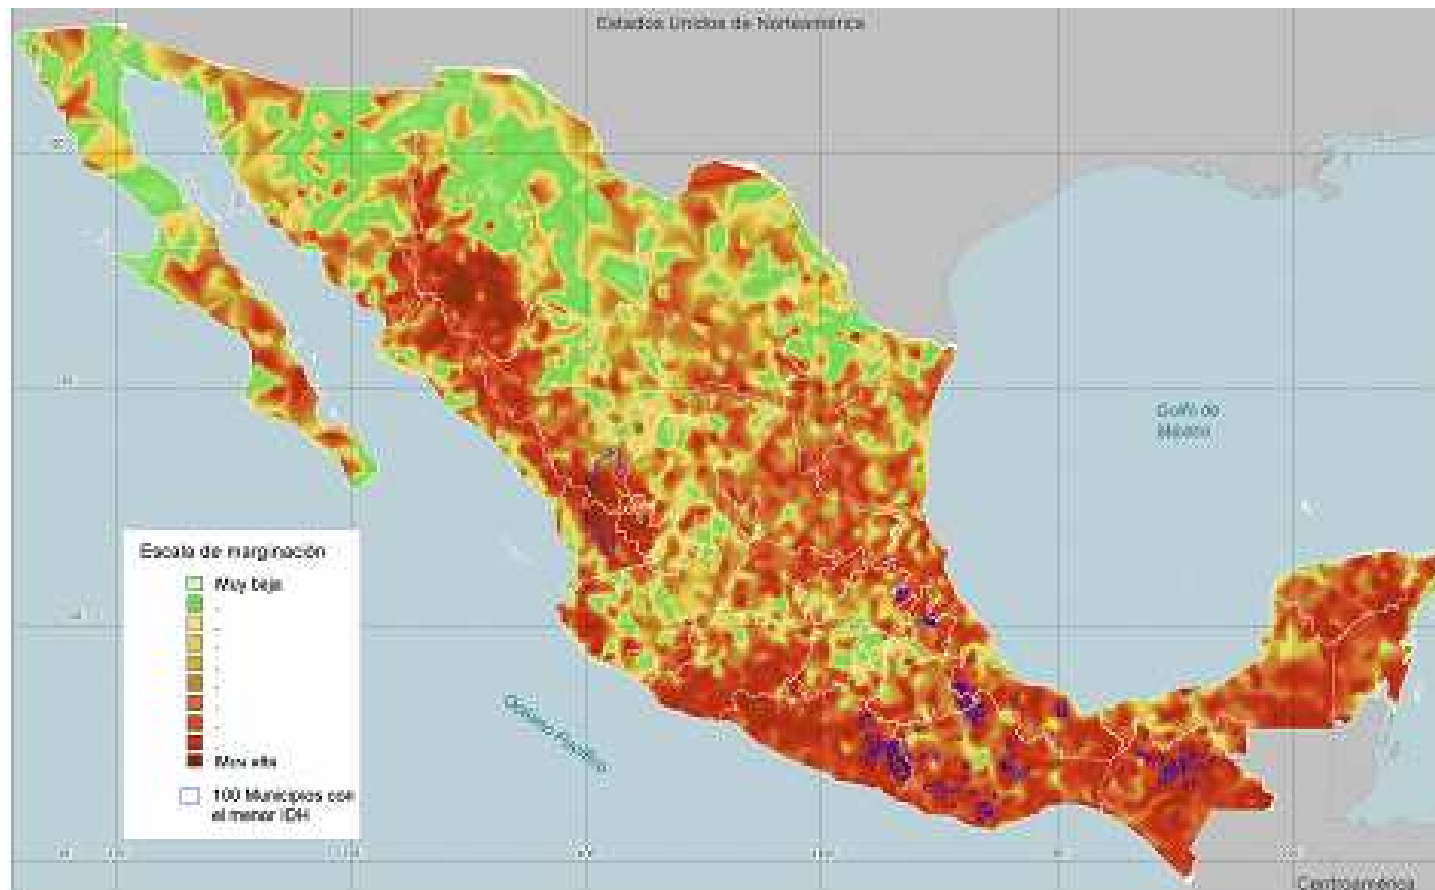 Estados Unidos de Norteamérica
Golfo de
México
Océano Pacífico
Escala de marginación
Muy baja
Muy alta
100 Municipios con
el menor IDH
Centroamérica